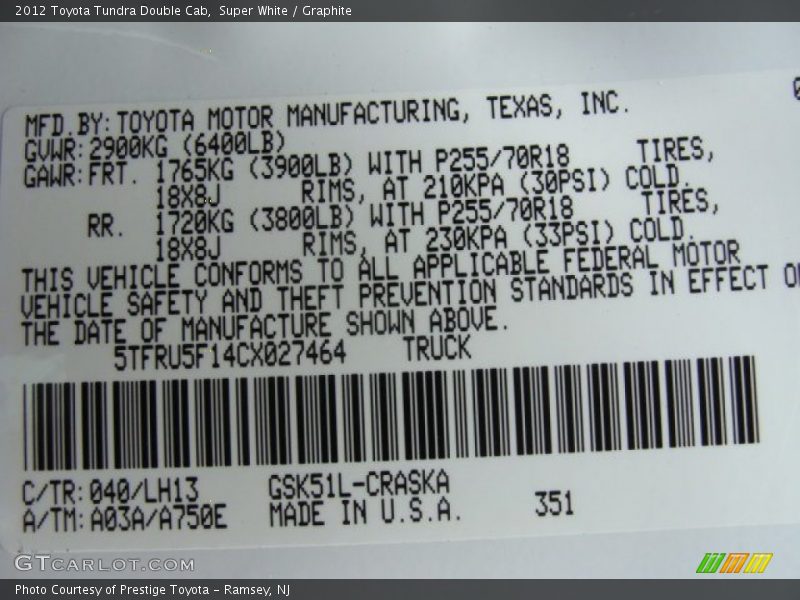 2012 Toyota Tundra Double Cab,  Super White / Graphite
MFD.BY:TOYOTA MOTOR MANUFACTURING, TEXAS, INC.
GVWR:2900KG (6400LB)
GAWR:FRT. 1765KG (3900LB) WITH P255/70R18 TIRES,
18X8J RIMS, AT 210KPA (30PSI) COLD.
RR. 1720KG (3800LB) WITH P255/70R18 TIRES,
18X8J RIMS, AT 230KPA (33PSI) COLD.
THIS VEHICLE CONFORMS TO ALL APPLICABLE FEDERAL MOTOR
VEHICLE SAFETY AND THEFT PREVENTION STANDARDS IN EFFECT
THE DATE OF MANUFACTURE SHOWN ABOVE.
5TFRU5F14CX027464 TRUCK
C/TR:040/LH13 GSK51L-CRASKA
A/TM:A03A/A750E MADE IN U.S.A. 351
GTCARLOT.COM
Photo Courtesy of Prestige Toyota - Ramsey, NJ